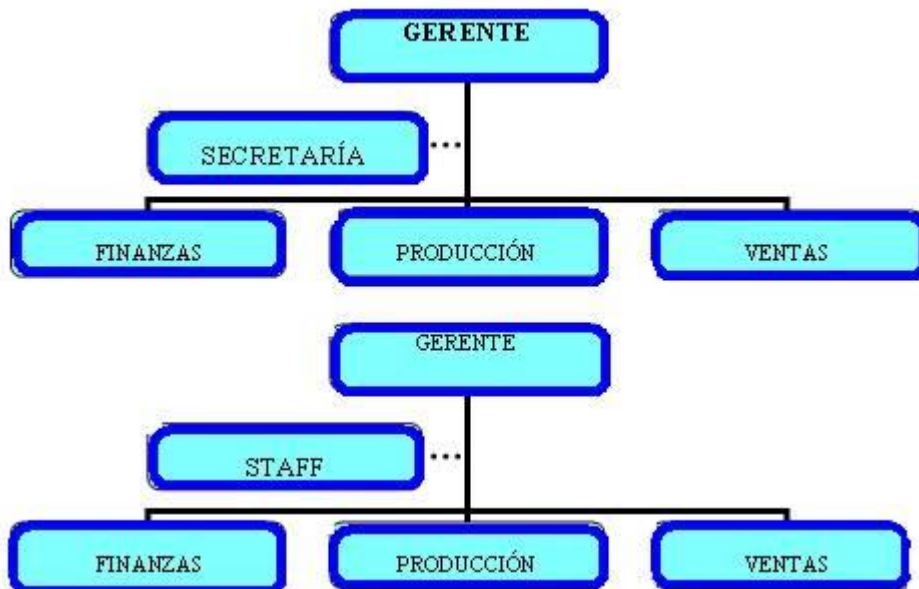 GERENTE
SECRETARÍA
FINANZAS
PRODUCCIÓN
VENTAS
GERENTE
STAFF
FINANZAS
PRODUCCIÓN
VENTAS